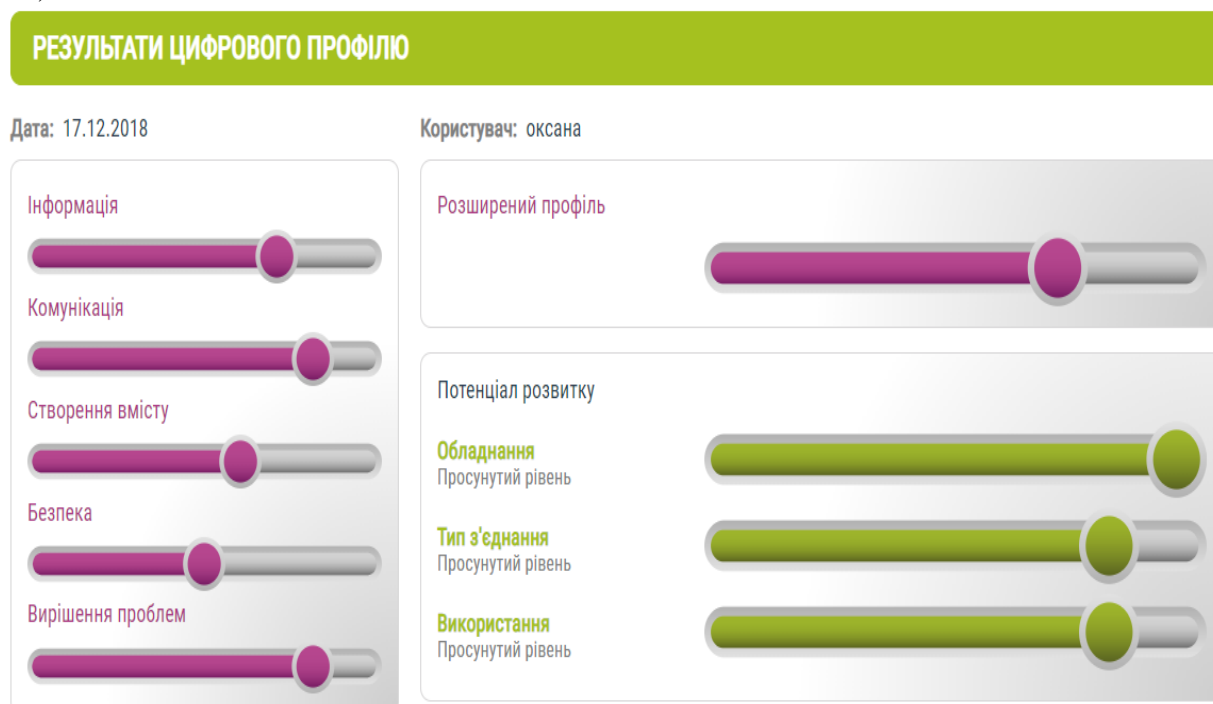 РЕЗУЛЬТАТИ ЦИФРОВОГО ПРОФІЛЮ
Дата: 17.12.2018
Користувач: оксана
Інформація
Комунікація
Створення вмісту
Безпека
Вирішення проблем
Розширений профіль
Потенціал розвитку
Обладнання
Просунутий рівень
Тип з'єднання
Просунутий рівень
Використання
Просунутий рівень